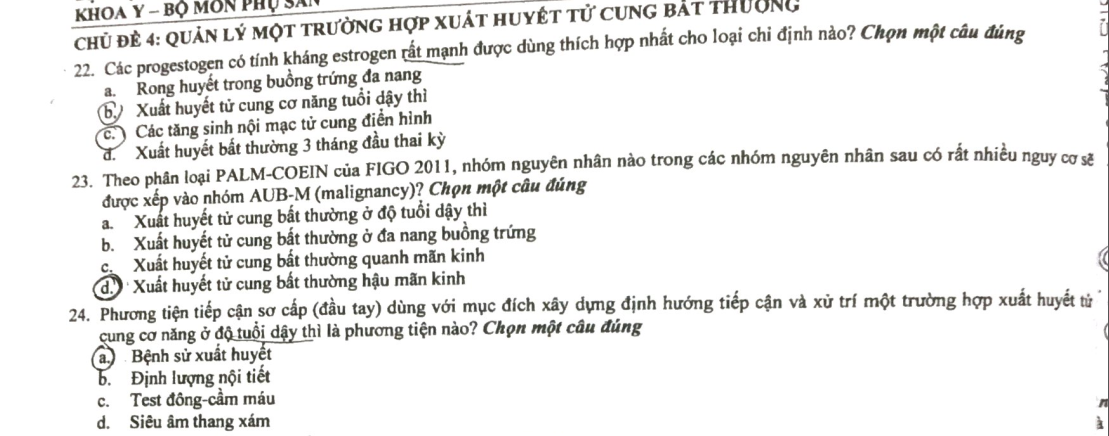 KHOA Y – BỘ MÔN PHỤ SẢN
CHỦ ĐỀ 4: QUẢN LÝ MỘT TRƯỜNG HỢP XUẤT HUYẾT TỬ CUNG BẤT THƯỜNG
22. Các progestogen có tính kháng estrogen rất mạnh được dùng thích hợp nhất cho loại chỉ định nào? Chọn một câu đúng
a. Rong huyết trong buồng trứng đa nang
b. Xuất huyết tử cung cơ năng tuổi dậy thì
c. Các tăng sinh nội mạc tử cung điển hình
d. Xuất huyết bất thường 3 tháng đầu thai kỳ
23. Theo phân loại PALM-COEIN của FIGO 2011, nhóm nguyên nhân nào trong các nhóm nguyên nhân sau có rất nhiều nguy cơ sẽ
được xếp vào nhóm AUB-M (malignancy)? Chọn một câu đúng
a. Xuất huyết tử cung bất thường ở độ tuổi dậy thì
b. Xuất huyết tử cung bất thường ở đa nang buồng trứng
c. Xuất huyết tử cung bất thường quanh mãn kinh
d. Xuất huyết tử cung bất thường hậu mãn kinh
24. Phương tiện tiếp cận sơ cấp (đầu tay) dùng với mục đích xây dựng định hướng tiếp cận và xử trí một trường hợp xuất huyết tử
cung cơ năng ở độ tuổi dậy thì là phương tiện nào? Chọn một câu đúng
a. Bệnh sử xuất huyết
b. Định lượng nội tiết
c. Test đông-cầm máu
d. Siêu âm thang xám